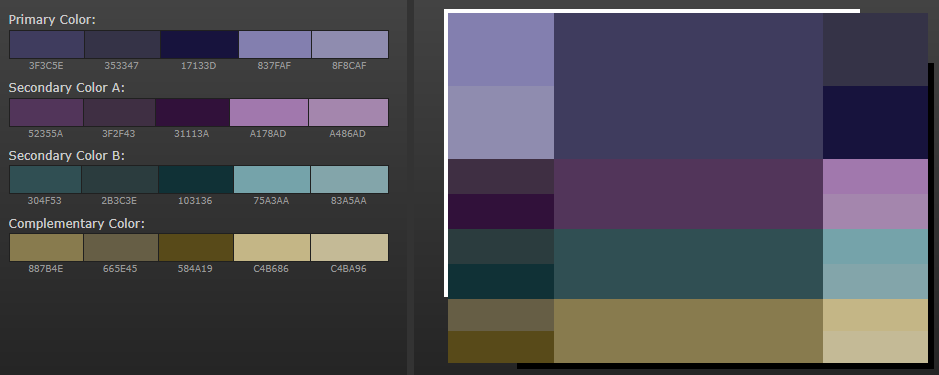 Primary Color:
3F3C5E 353347 17133D 837FAF 8F8CAF
Secondary Color A:
52355A 3F2F43 31113A A178AD A486AD
Secondary Color B:
304F53 2B3C3E 103136 75A3AA 83A5AA
Complementary Color:
887B4E 665E45 584A19 C4B686 C4BA96